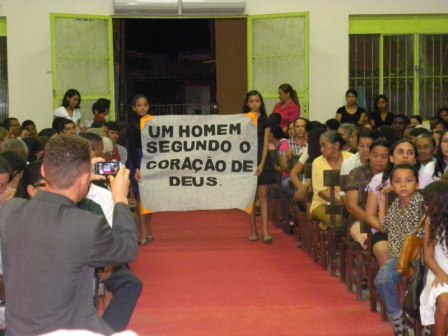 UM HOMEM
SEGUNDO O
CORAÇÃO DE
DEUS.